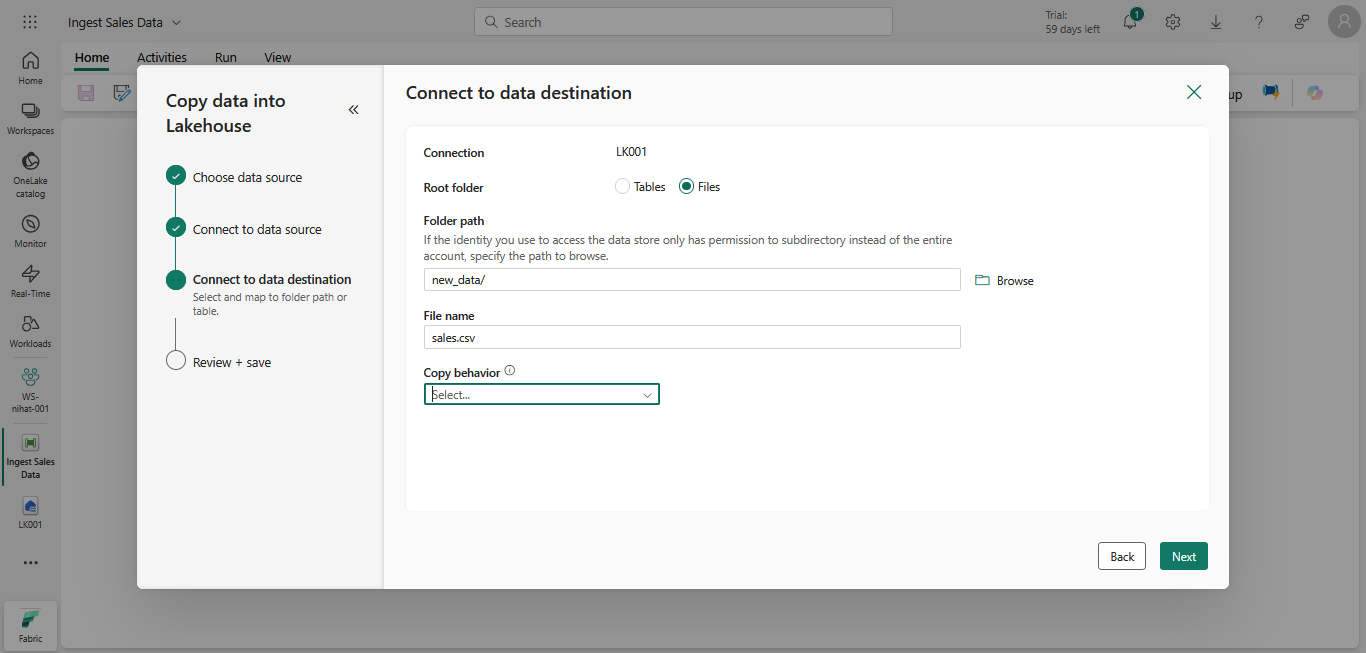 Ingest Sales Data
Search
Trial:
59 days left
1
Home
Activities
Run
View
Home
Workspaces
OneLake
catalog
Monitor
Real-Time
Workloads
WS-
nihat-001
Ingest Sales
Data
LK001
Fabric
up
Copy data into
Lakehouse
Choose data source
Connect to data source
Connect to data destination
Select and map to folder path or
table.
Review + save
Connect to data destination
Connection
LK001
Root folder
Tables
Files
Folder path
If the identity you use to access the data store only has permission to subdirectory instead of the entire
account, specify the path to browse.
new_data/
Browse
File name
sales.csv
Copy behavior
Select...
Back
Next